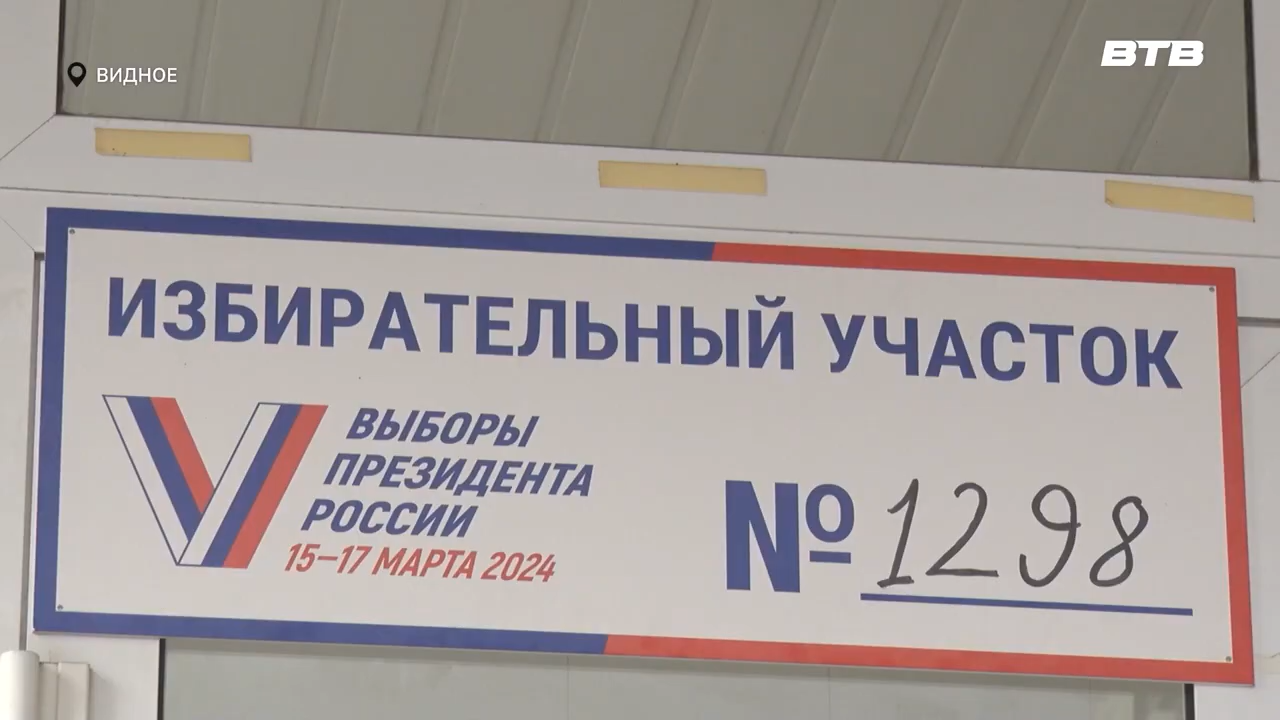 ВИДНОЕ
ВТВ
ИЗБИРАТЕЛЬНЫЙ УЧАСТОК
ВЫБОРЫ
ПРЕЗИДЕНТА
РОССИИ
15–17 МАРТА 2024
№ 1298